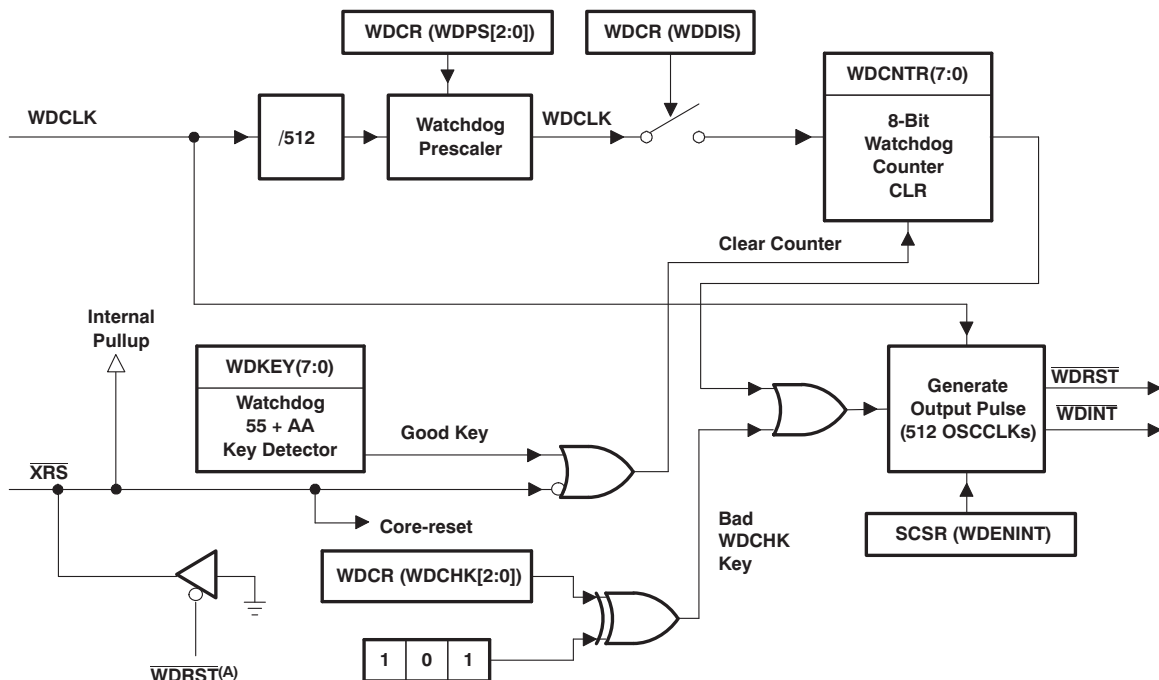 WDCR (WDPS[2:0])
WDCR (WDDIS)
WDCNTR(7:0)
WDCLK
/512
Watchdog
Prescaler
WDCLK
8-Bit
Watchdog
Counter
CLR
Clear Counter
Internal
Pullup
WDKEY(7:0)
Watchdog
55 + AA
Key Detector
Good Key
Generate
Output Pulse
(512 OSCCLKs)
WDRST
WDINT
XRS
Core-reset
Bad
WDCHK
Key
SCSR (WDENINT)
WDCR (WDCHK[2:0])
1 0 1
WDRST(A)